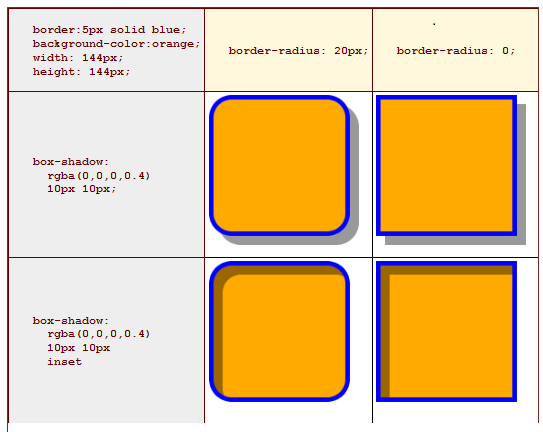 border:5px solid blue;
background-color:orange;
width: 144px;
height: 144px;
border-radius: 20px;
border-radius: 0;
box-shadow:
rgba(0,0,0,0.4)
10px 10px;
box-shadow:
rgba(0,0,0,0.4)
10px 10px
inset